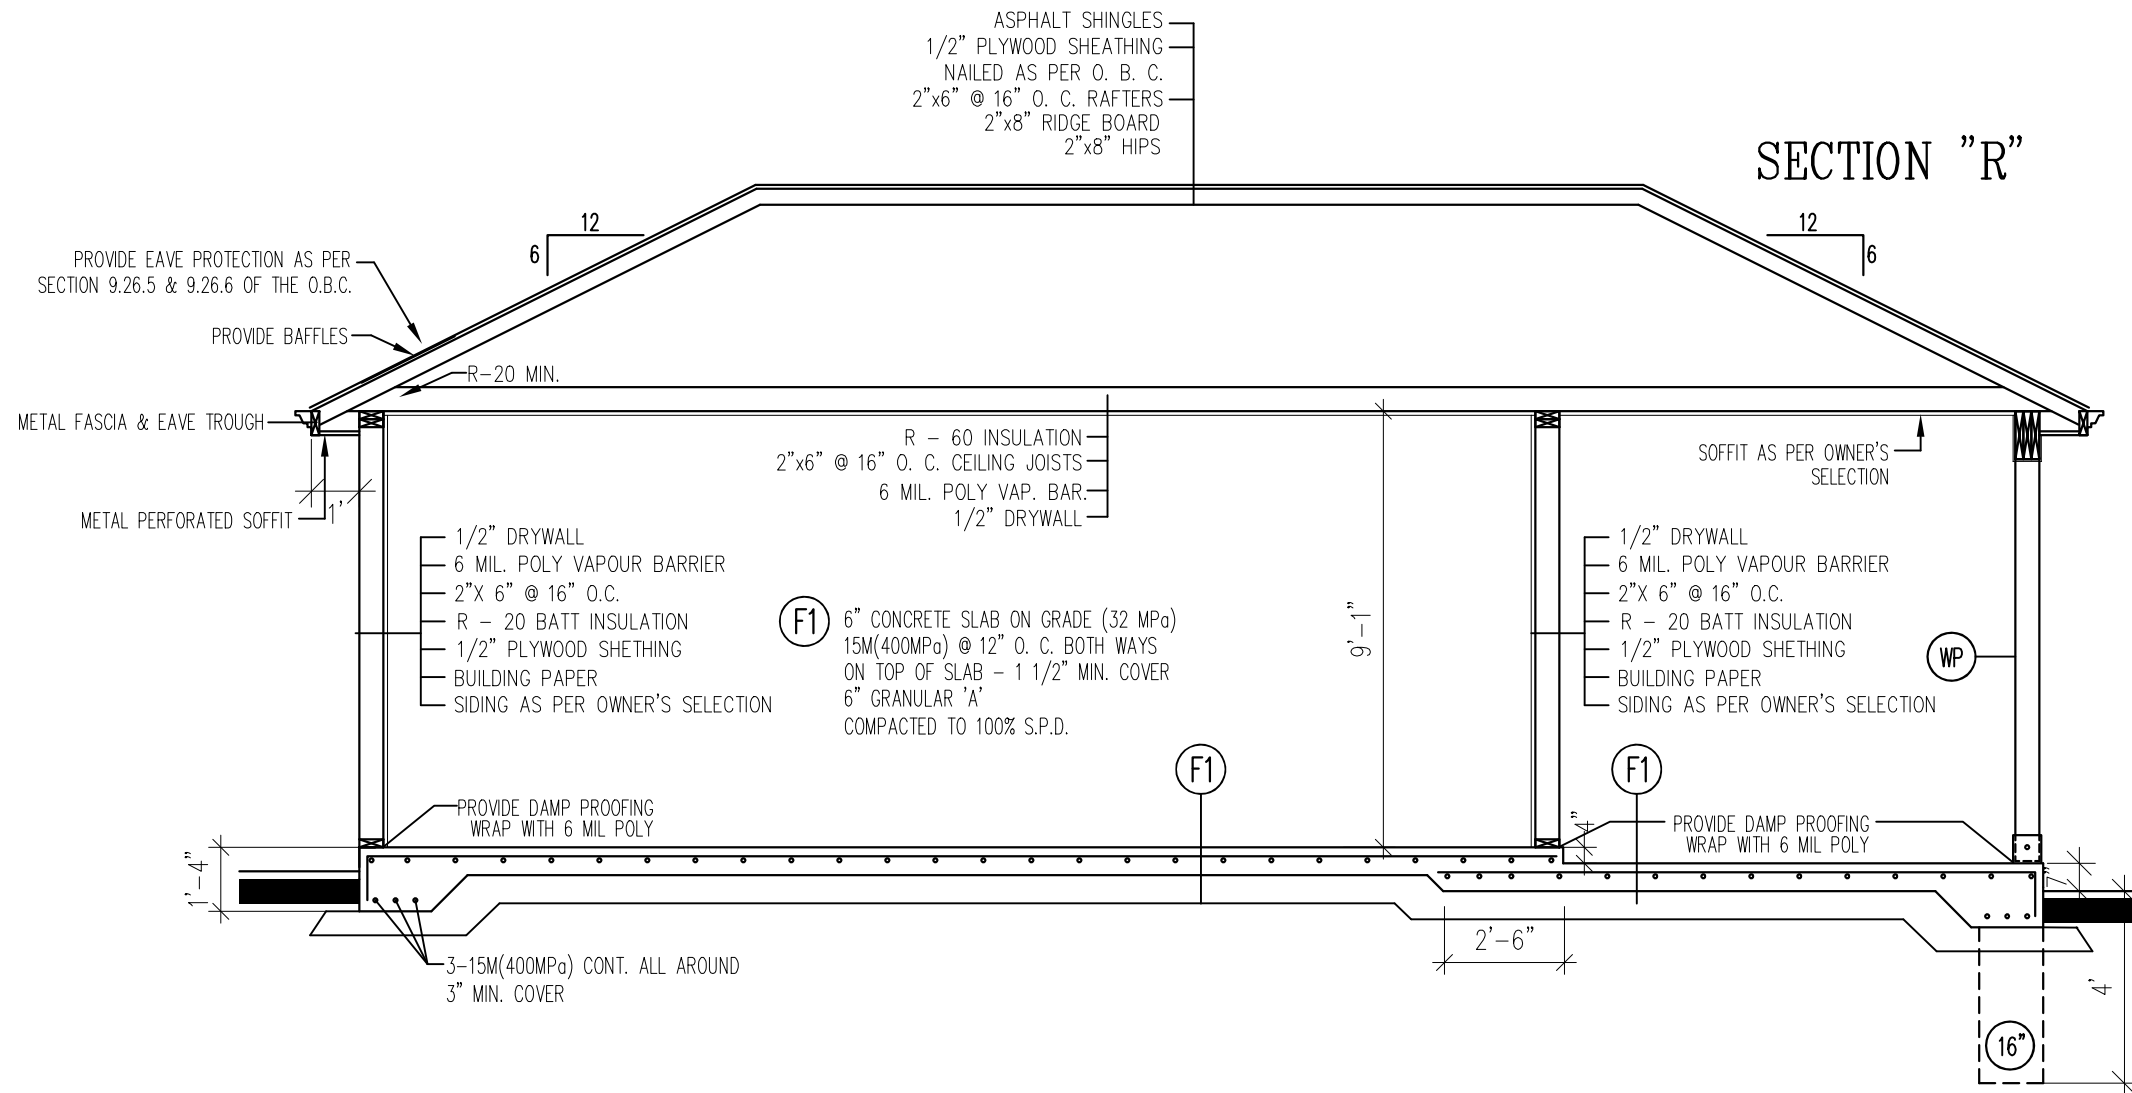 ASPHALT SHINGLES
1/2" PLYWOOD SHEATHING
NAILED AS PER O. B. C.
2"x6" @ 16" O. C. RAFTERS
2"x8" RIDGE BOARD
2"x8" HIPS
SECTION "R"
12
6
12
6
PROVIDE EAVE PROTECTION AS PER
SECTION 9.26.5 & 9.26.6 OF THE O.B.C.
PROVIDE BAFFLES
R-20 MIN.
METAL FASCIA & EAVE TROUGH
METAL PERFORATED SOFFIT
1'
R - 60 INSULATION
2"x6" @ 16" O. C. CEILING JOISTS
6 MIL. POLY VAP. BAR.
1/2" DRYWALL
SOFFIT AS PER OWNER'S
SELECTION
1/2" DRYWALL
6 MIL. POLY VAPOUR BARRIER
2"X 6" @ 16" O.C.
R - 20 BATT INSULATION
1/2" PLYWOOD SHETHING
BUILDING PAPER
SIDING AS PER OWNER'S SELECTION
F1
6" CONCRETE SLAB ON GRADE (32 MPa)
15M(400MPa) @ 12" O. C. BOTH WAYS
ON TOP OF SLAB - 1 1/2" MIN. COVER
6" GRANULAR 'A'
COMPACTED TO 100% S.P.D.
9'-1"
1/2" DRYWALL
6 MIL. POLY VAPOUR BARRIER
2"X 6" @ 16" O.C.
R - 20 BATT INSULATION
1/2" PLYWOOD SHETHING
BUILDING PAPER
SIDING AS PER OWNER'S SELECTION
WP
F1
F1
PROVIDE DAMP PROOFING
WRAP WITH 6 MIL POLY
4"
PROVIDE DAMP PROOFING
WRAP WITH 6 MIL POLY
1'-4"
7"
2'-6"
3-15M(400MPa) CONT. ALL AROUND
3" MIN. COVER
4'
16"